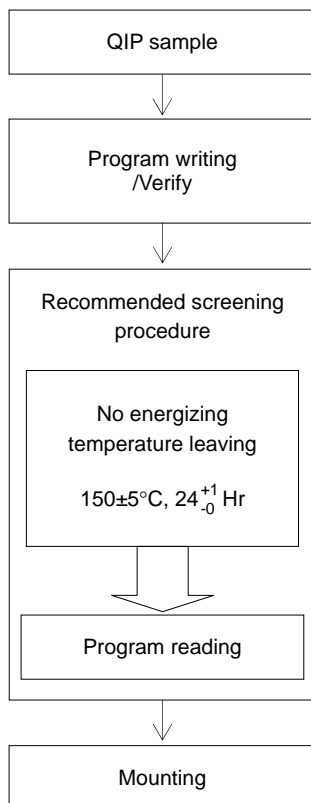 QIP sample
Program writing
/Verify
Recommended screening
procedure
No energizing
temperature leaving
150±5°C, 24 +1 -0 Hr
Program reading
Mounting